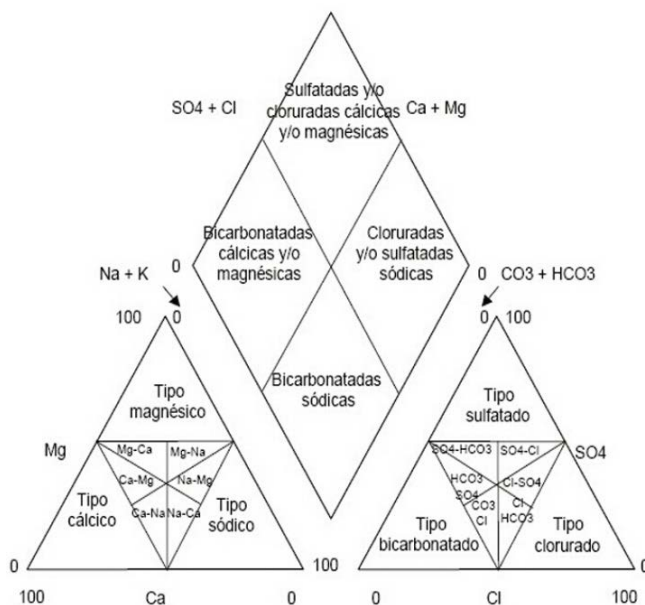 Sulfatadas y/o
cloruradas cálcicas
y/o magnésicas
SO4 + Cl
Ca + Mg
Bicarbonatadas
cálcicas y/o
magnésicas
Cloruradas
y/o sulfatadas
sódicas
Na + K
0
0
CO3 + HCO3
100
0
0
100
Bicarbonatadas
sódicas
Tipo
magnésico
Tipo
sulfatado
Mg
Mg-Ca
Mg-Na
SO4-HCO3
SO4-Cl
SO4
Ca-Mg
Na-Mg
HCO3
SO4
Cl-SO4
Tipo
cálcico
Ca-Na
Na-Ca
Tipo
sódico
CO3
Cl
Cl
HCO3
Tipo
bicarbonatado
Tipo
clorurado
0
100
0
100
Ca
0
0
Cl
100